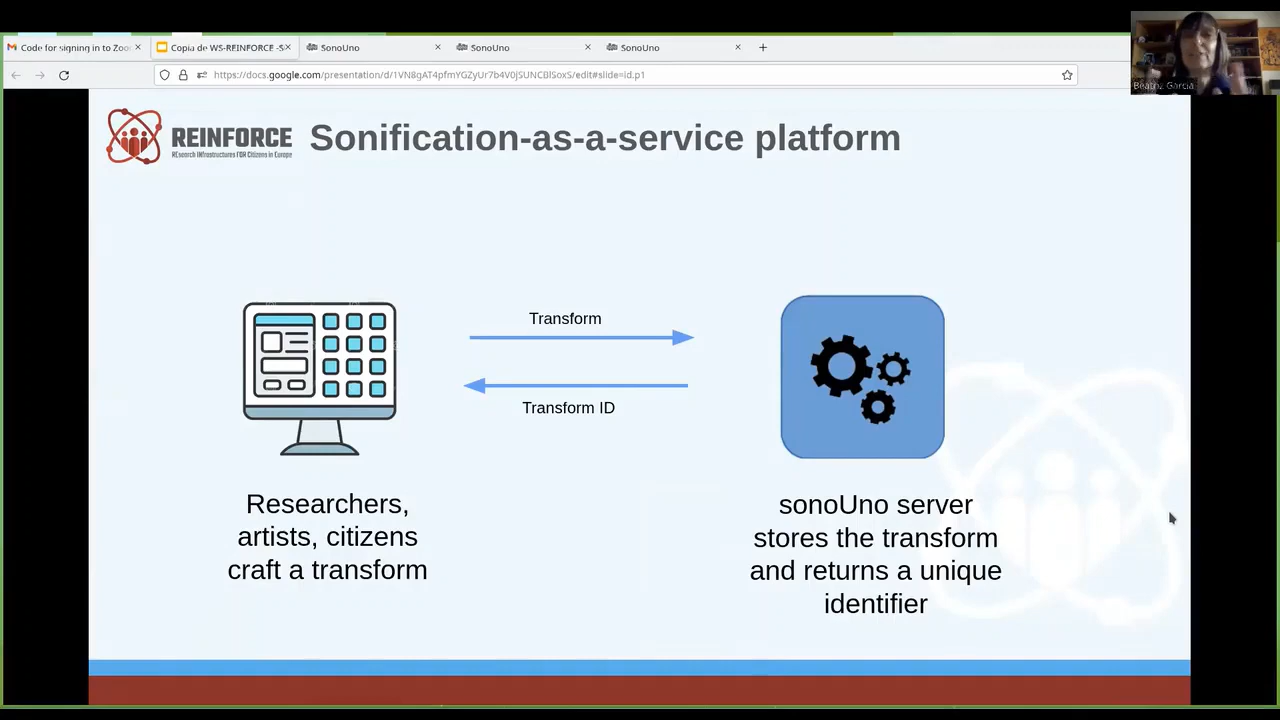 Code for signing in to Zoo
Copia de WS-REINFORCE -S
SonoUno
SonoUno
SonoUno
https://docs.google.com/presentation/d/1VN8gAT4pfmYGZyUr7b4V0jSUNCBlSoxS/edit#slide=id.p1
Beatriz Garcia
REINFORCE
REsearch INfrastructures FOR Citizens in Europe
Sonification-as-a-service platform
Transform
Transform ID
Researchers,
artists, citizens
craft a transform
sonoUno server
stores the transform
and returns a unique
identifier